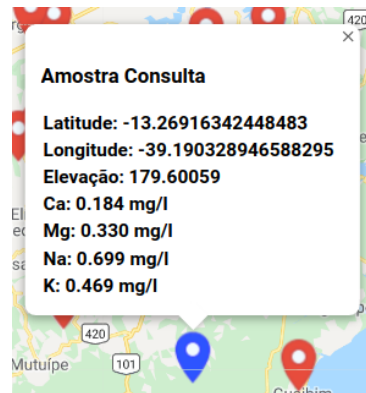 420
×
Amostra Consulta
Latitude: -13.26916342448483
Longitude: -39.190328946588295
Elevação: 179.60059
Ca: 0.184 mg/l
Mg: 0.330 mg/l
Na: 0.699 mg/l
K: 0.469 mg/l
420
Mutuípe
101